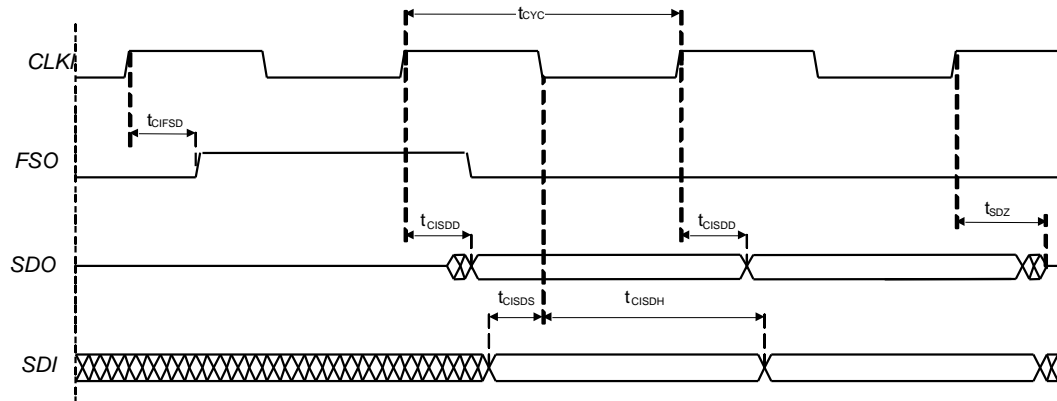 tCYC
CLKI
tCIFSD
FSO
tSDZ
tCISDD
tCISDD
SDO
tCISDS
tCISDH
SDI